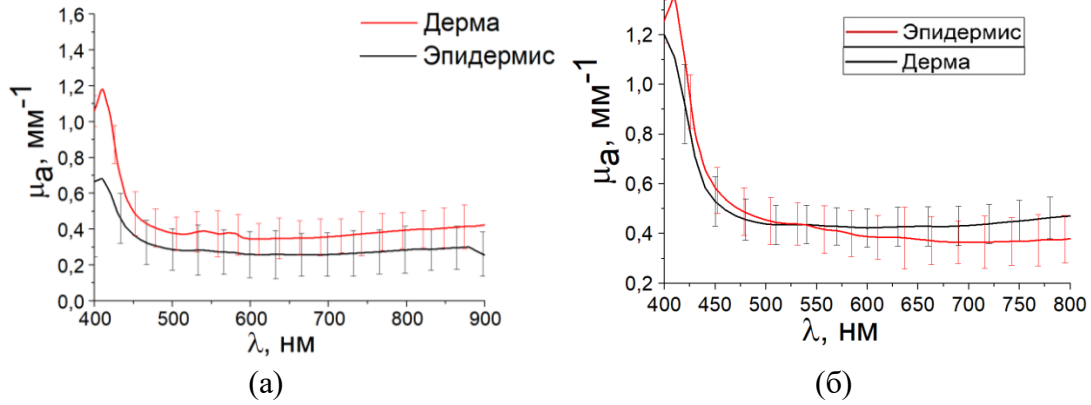 1,6
1,4
1,2
1,0
0,8
0,6
0,4
0,2
0,0
μa, мм-1
400 500 600 700 800 900
λ, нм
Дерма
Эпидермис
(а)
1,2
1,0
0,8
0,6
0,4
0,2
μa, мм-1
400 450 500 550 600 650 700 750 800
λ, нм
Эпидермис
Дерма
(б)